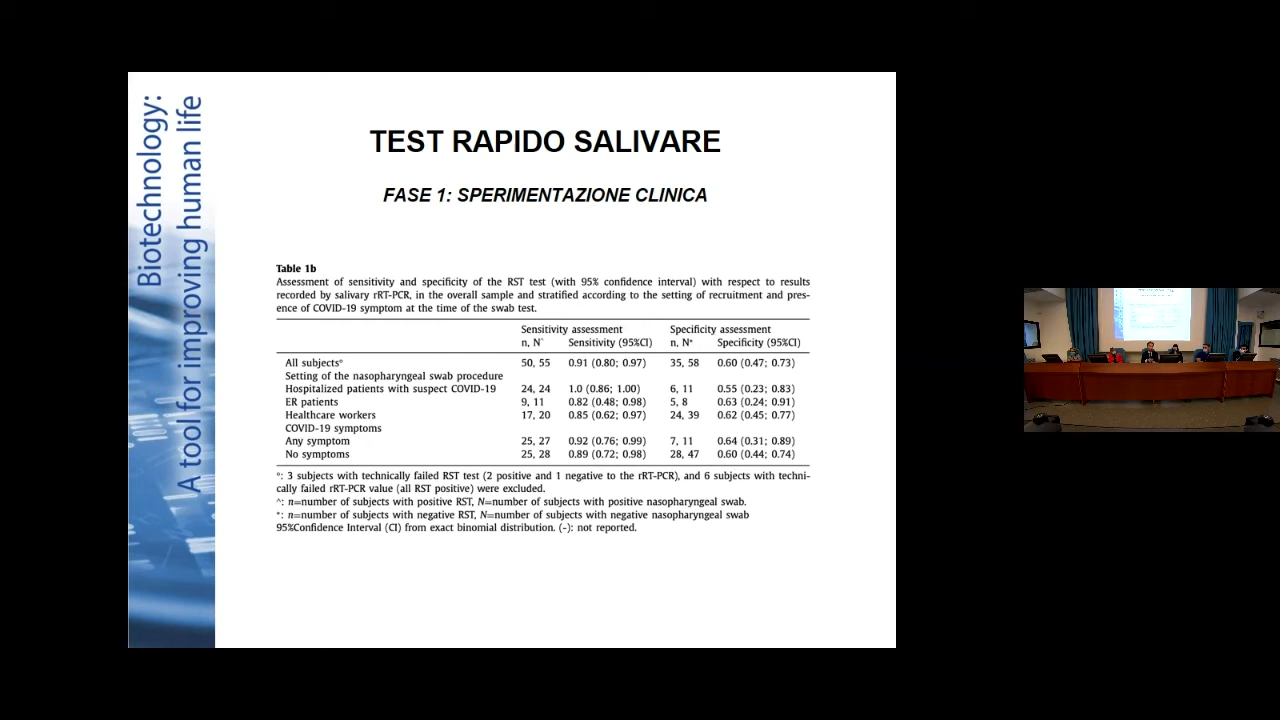 Biotechnology:
A tool for improving human life
TEST RAPIDO SALIVARE
FASE 1: SPERIMENTAZIONE CLINICA
Table 1b
Assessment of sensitivity and specificity of the RST test (with 95% confidence interval) with respect to results
recorded by salivary rRT-PCR, in the overall sample and stratified according to the setting of recruitment and pres-
ence of COVID-19 symptom at the time of the swab test.
Sensitivity assessment Specificity assessment
n, N^ Sensitivity (95%CI) n, N* Specificity (95%CI)
All subjects° 50, 55 0.91 (0.80; 0.97) 35, 58 0.60 (0.47; 0.73)
Setting of the nasopharyngeal swab procedure
Hospitalized patients with suspect COVID-19 24, 24 1.0 (0.86; 1.00) 6, 11 0.55 (0.23; 0.83)
ER patients 9, 11 0.82 (0.48; 0.98) 5, 8 0.63 (0.24; 0.91)
Healthcare workers 17, 20 0.85 (0.62; 0.97) 24, 39 0.62 (0.45; 0.77)
COVID-19 symptoms
Any symptom 25, 27 0.92 (0.76; 0.99) 7, 11 0.64 (0.31; 0.89)
No symptoms 25, 28 0.89 (0.72; 0.98) 28, 47 0.60 (0.44; 0.74)
°: 3 subjects with technically failed RST test (2 positive and 1 negative to the rRT-PCR), and 6 subjects with techni-
cally failed rRT-PCR value (all RST positive) were excluded.
^: n=number of subjects with positive RST, N=number of subjects with positive nasopharyngeal swab.
*: n=number of subjects with negative RST, N=number of subjects with negative nasopharyngeal swab
95%Confidence Interval (CI) from exact binomial distribution. (-): not reported.